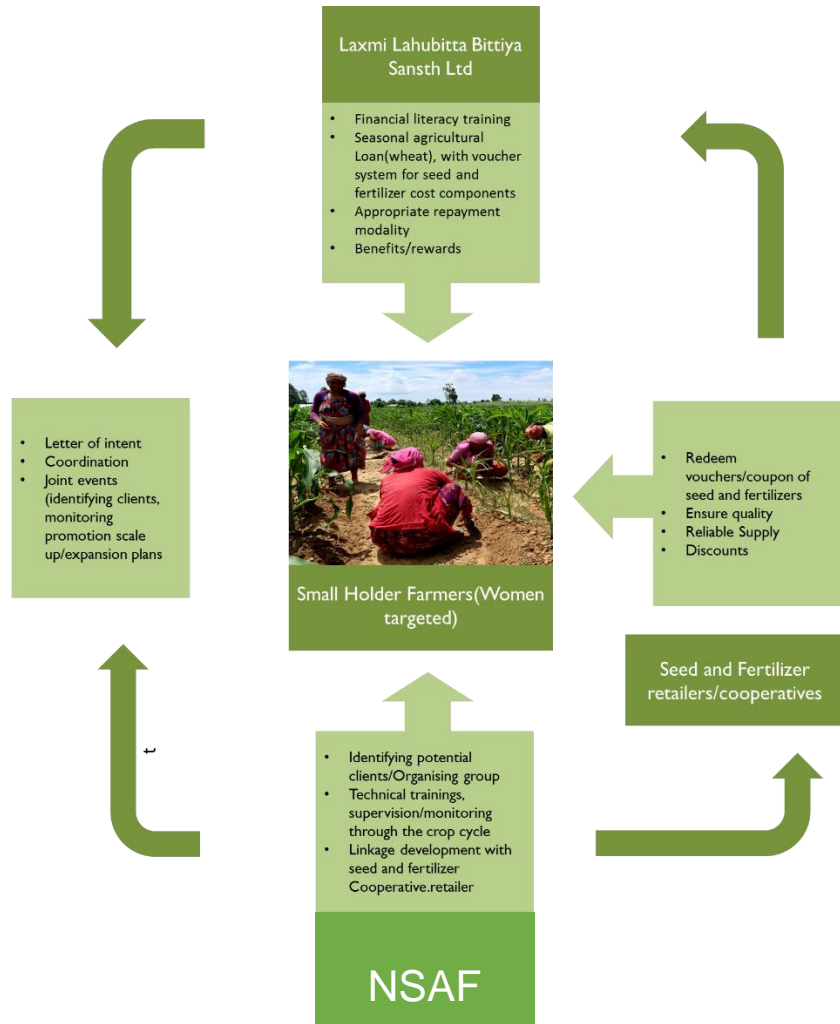 Laxmi Lahubitta Bittiya
Sansth Ltd
• Financial literacy training
• Seasonal agricultural
Loan(wheat), with voucher
system for seed and
fertilizer cost components
• Appropriate repayment
modality
• Benefits/rewards
• Letter of intent
• Coordination
• Joint events
(identifying clients,
monitoring
promotion scale
up/expansion plans
Small Holder Farmers(Women
targeted)
• Redeem
vouchers/coupon of
seed and fertilizers
• Ensure quality
• Reliable Supply
• Discounts
Seed and Fertilizer
retailers/cooperatives
t
• Identifying potential
clients/Organising group
• Technical trainings,
supervision/monitoring
through the crop cycle
• Linkage development with
seed and fertilizer
Cooperative.retailer
NSAF